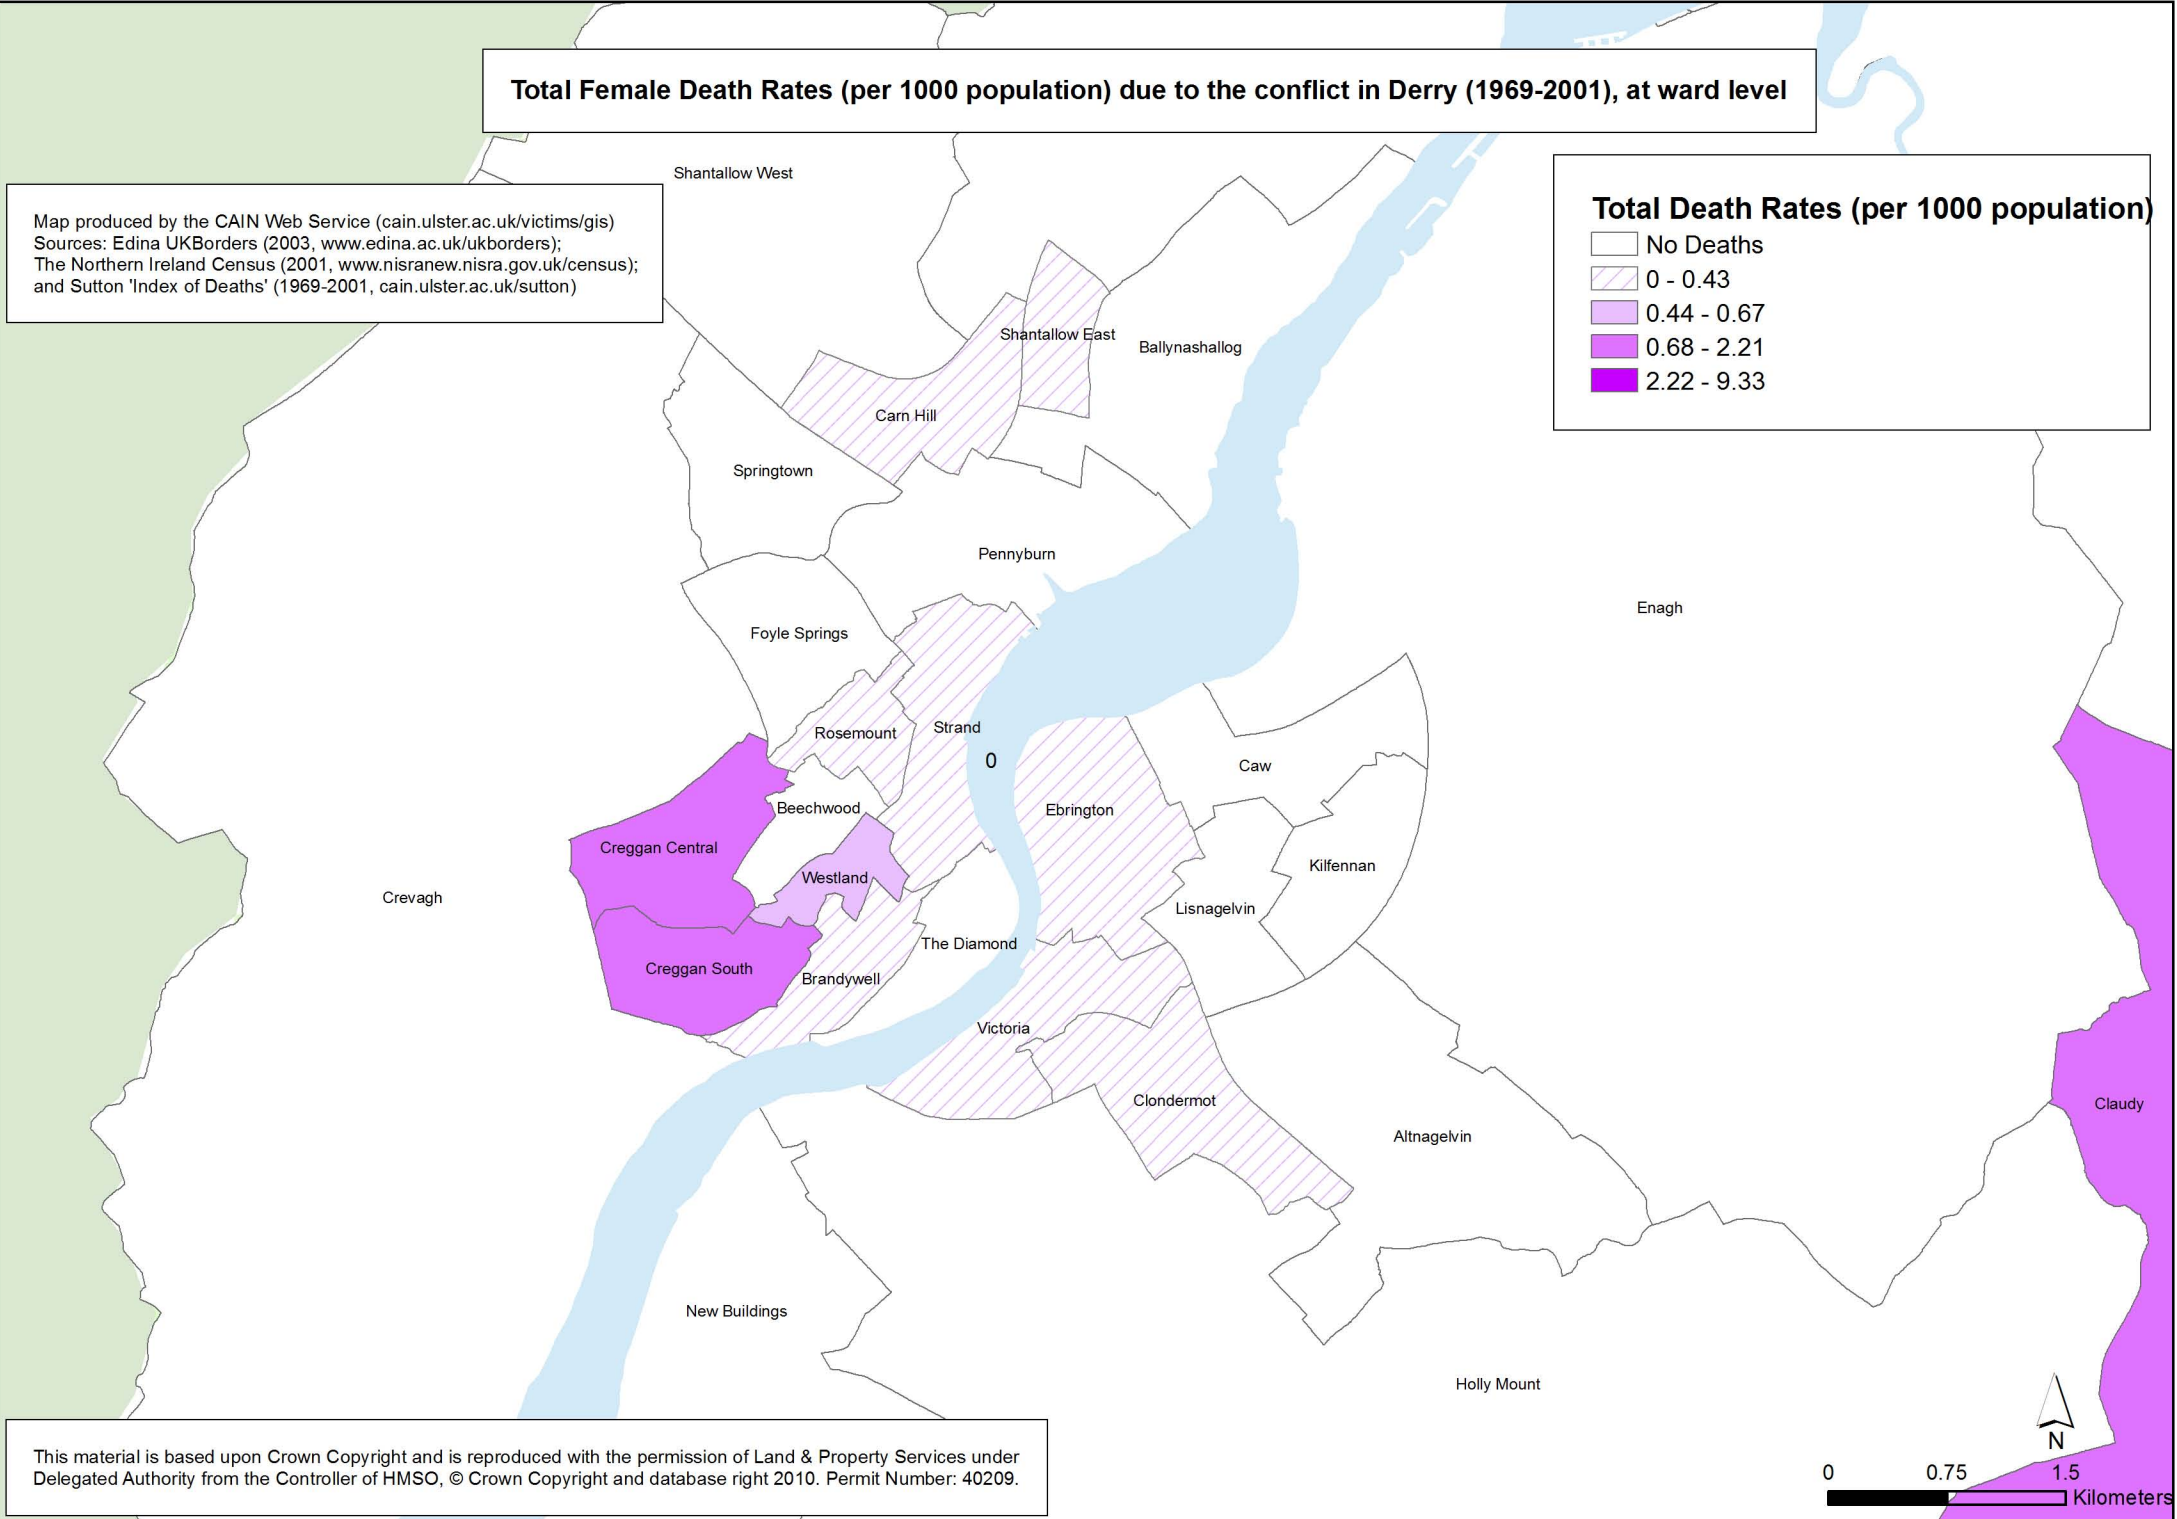 Total Female Death Rates (per 1000 population) due to the conflict in Derry (1969-2001), at ward level
Shantallow West
Map produced by the CAIN Web Service (cain.ulster.ac.uk/victims/gis)
Sources: Edina UKBorders (2003, www.edina.ac.uk/ukborders);
The Northern Ireland Census (2001, www.nisranew.nisra.gov.uk/census);
and Sutton 'Index of Deaths' (1969-2001, cain.ulster.ac.uk/sutton)
Total Death Rates (per 1000 population)
No Deaths
0 - 0.43
0.44 - 0.67
0.68 - 2.21
2.22 - 9.33
Shantallow East
Ballynashallog
Carn Hill
Springtown
Pennyburn
Enagh
Foyle Springs
Strand
Rosemount
0
Caw
Beechwood
Ebrington
Creggan Central
Kilfennan
Westland
Crevagh
Lisnagelvin
The Diamond
Creggan South
Brandywell
Victoria
Clondermot
Claudy
Altnagelvin
New Buildings
Holly Mount
N
0 0.75 1.5
Kilometers
This material is based upon Crown Copyright and is reproduced with the permission of Land & Property Services under
Delegated Authority from the Controller of HMSO, © Crown Copyright and database right 2010. Permit Number: 40209.